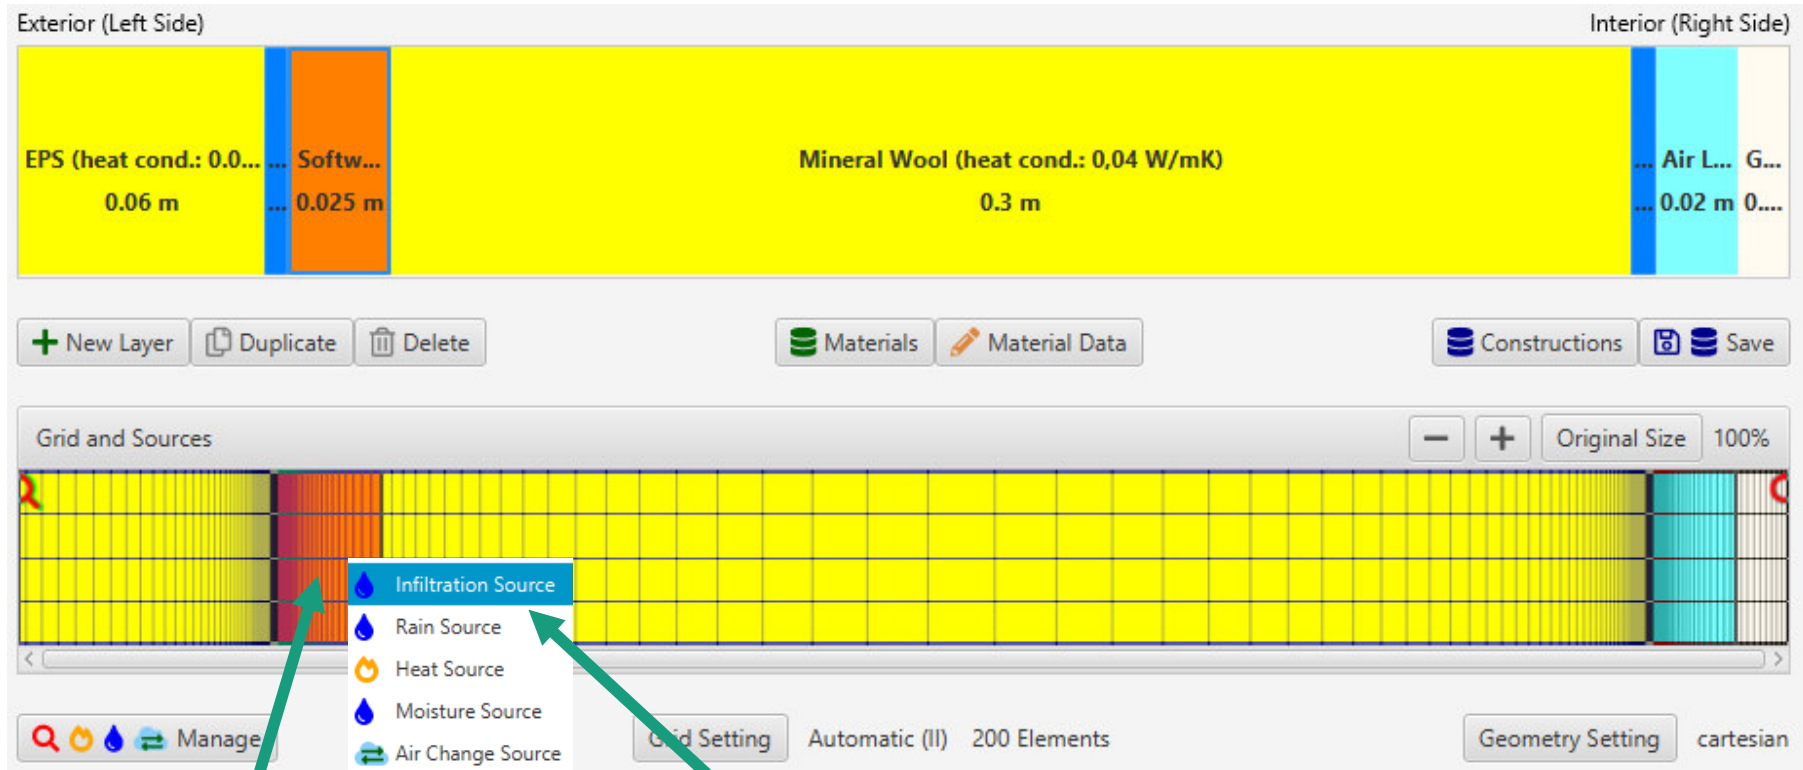 Exterior (Left Side)
Interior (Right Side)
EPS (heat cond.: 0.0...
0.06 m
...
...
Softw...
0.025 m
Mineral Wool (heat cond.: 0,04 W/mK)
0.3 m
...
...
Air L...
0.02 m
G...
0....
New Layer
Duplicate
Delete
Materials
Material Data
Constructions
Save
Grid and Sources
Original Size
100%
Infiltration Source
Rain Source
Heat Source
Moisture Source
Air Change Source
Manage
Grid Setting
Automatic (II)
200 Elements
Geometry Setting
cartesian